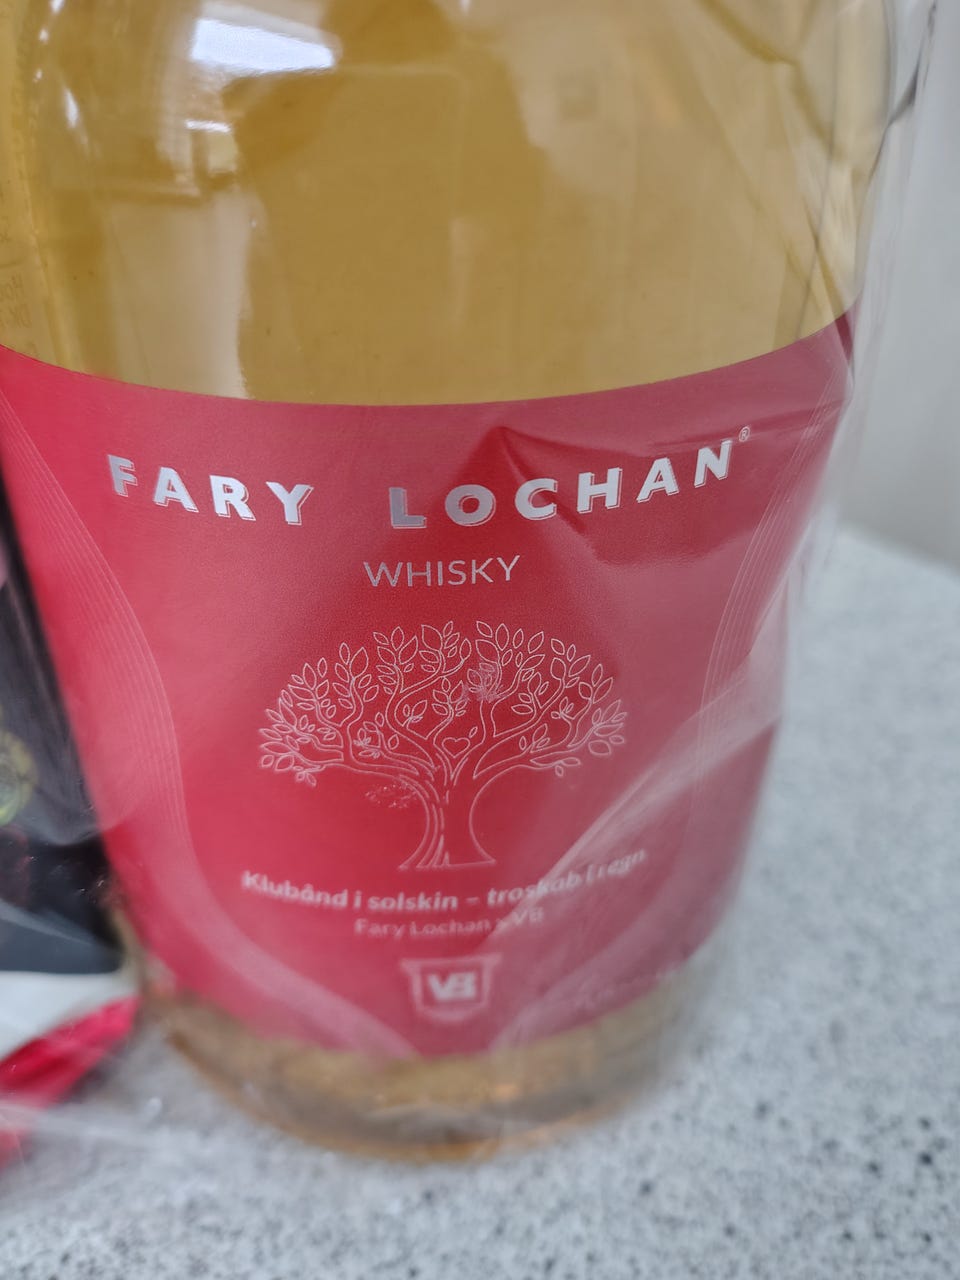 FARY LOCHAN®
WHISKY
Klubånd i solskin – troskab i regn
Fary Lochan x VB
VB